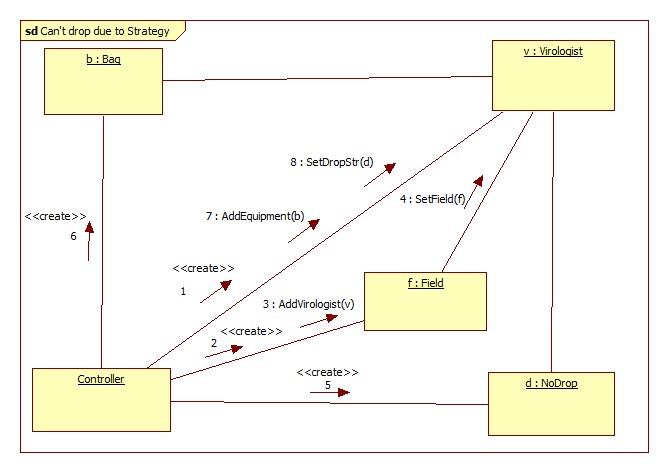 sd Can't drop due to Strategy
b : Bag
v : Virologist
8 : SetDropStr(d)
4 : SetField(f)
<<create>>
6
7 : AddEquipment(b)
<<create>>
1
f : Field
3 : AddVirologist(v)
<<create>>
2
Controller
<<create>>
5
d : NoDrop